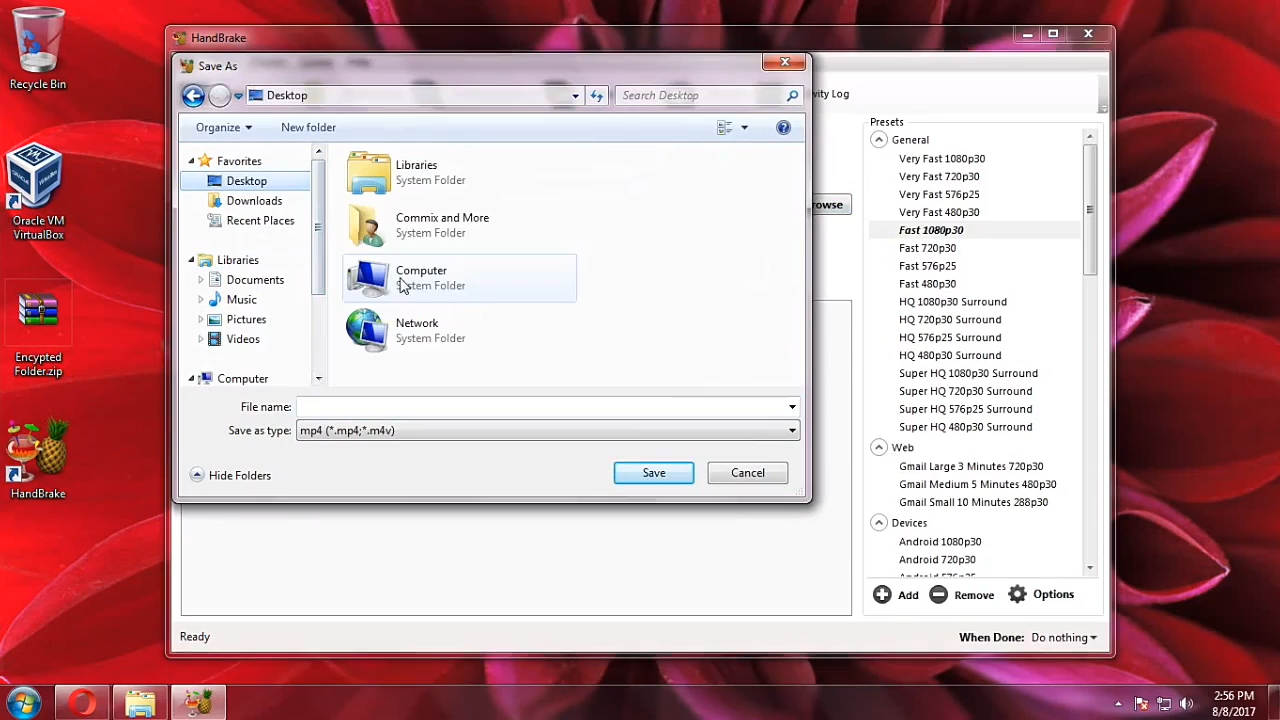 Recycle Bin
Oracle VM
VirtualBox
Encypted
Folder.zip
HandBrake
HandBrake
Save As
Desktop
Search Desktop
Organize
New folder
Favorites
Desktop
Downloads
Recent Places
Libraries
Documents
Music
Pictures
Videos
Computer
Libraries
System Folder
Commix and More
System Folder
Computer
System Folder
Network
System Folder
File name:
Save as type:
mp4 (*.mp4;*.m4v)
Hide Folders
Save
Cancel
Log
Presets
General
Very Fast 1080p30
Very Fast 720p30
Very Fast 576p25
Very Fast 480p30
Fast 1080p30
Fast 720p30
Fast 576p25
Fast 480p30
HQ 1080p30 Surround
HQ 720p30 Surround
HQ 576p25 Surround
HQ 480p30 Surround
Super HQ 1080p30 Surround
Super HQ 720p30 Surround
Super HQ 576p25 Surround
Super HQ 480p30 Surround
Web
Gmail Large 3 Minutes 720p30
Gmail Medium 5 Minutes 480p30
Gmail Small 10 Minutes 288p30
Devices
Android 1080p30
Android 720p30
Android 576p25
Add
Remove
Options
Ready
When Done:
Do nothing
2:56 PM
8/8/2017